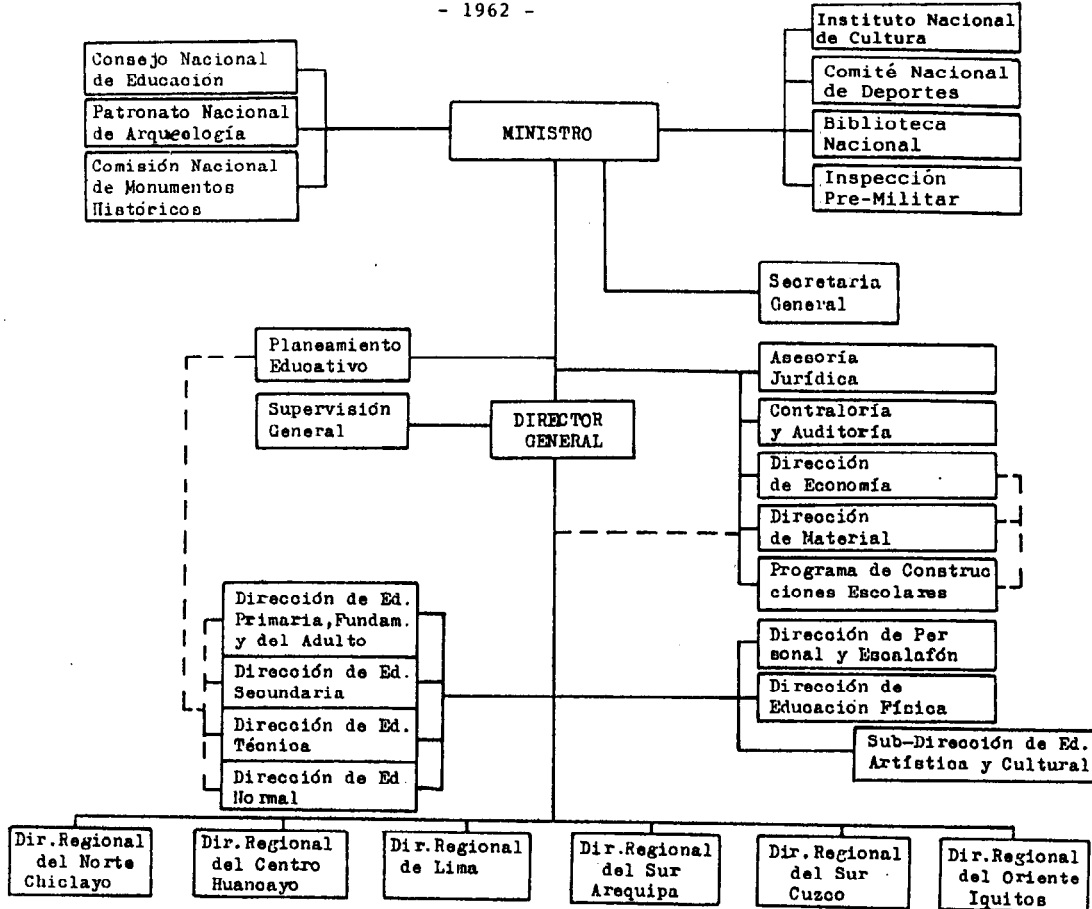 - 1962 -
Consejo Nacional
de Educación
Patronato Nacional
de Arqueología
Comisión Nacional
de Monumentos
Históricos
MINISTRO
Instituto Nacional
de Cultura
Comité Nacional
de Deportes
Biblioteca
Nacional
Inspección
Pre-Militar
Secretaria
General
Planeamiento
Educativo
Supervisión
General
DIRECTOR
GENERAL
Asesoría
Jurídica
Contraloría
y Auditoría
Dirección
de Economía
Dirección
de Material
Programa de Construc
ciones Escolares
Dirección de Ed.
Primaria,Fundam.
y del Adulto
Dirección de Ed.
Secundaria
Dirección de Ed.
Técnica
Dirección de Ed.
Normal
Dirección de Per
sonal y Escalafón
Dirección de
Educación Física
Sub-Dirección de Ed.
Artística y Cultural
Dir.Regional
del Norte
Chiclayo
Dir.Regional
del Centro
Huancayo
Dir.Regional
de Lima
Dir.Regional
del Sur
Arequipa
Dir.Regional
del Sur
Cuzco
Dir.Regional
del Oriente
Iquitos